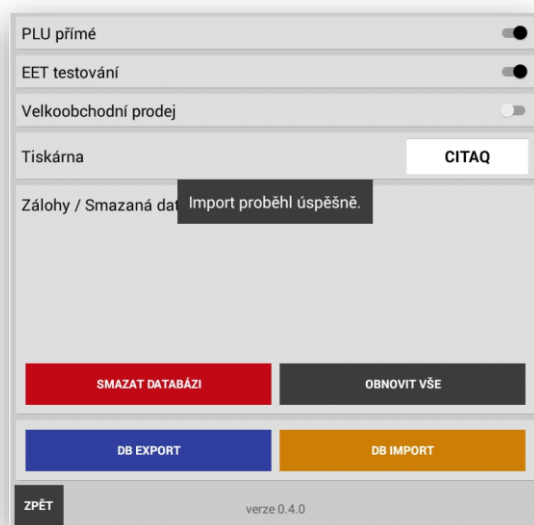 PLU přímé
EET testování
Velkoobchodní prodej
Tiskárna CITAQ
Zálohy / Smazaná dat
Import proběhl úspěšně.
SMAZAT DATABÁZI OBNOVIT VŠE
DB EXPORT DB IMPORT
ZPĚT verze 0.4.0